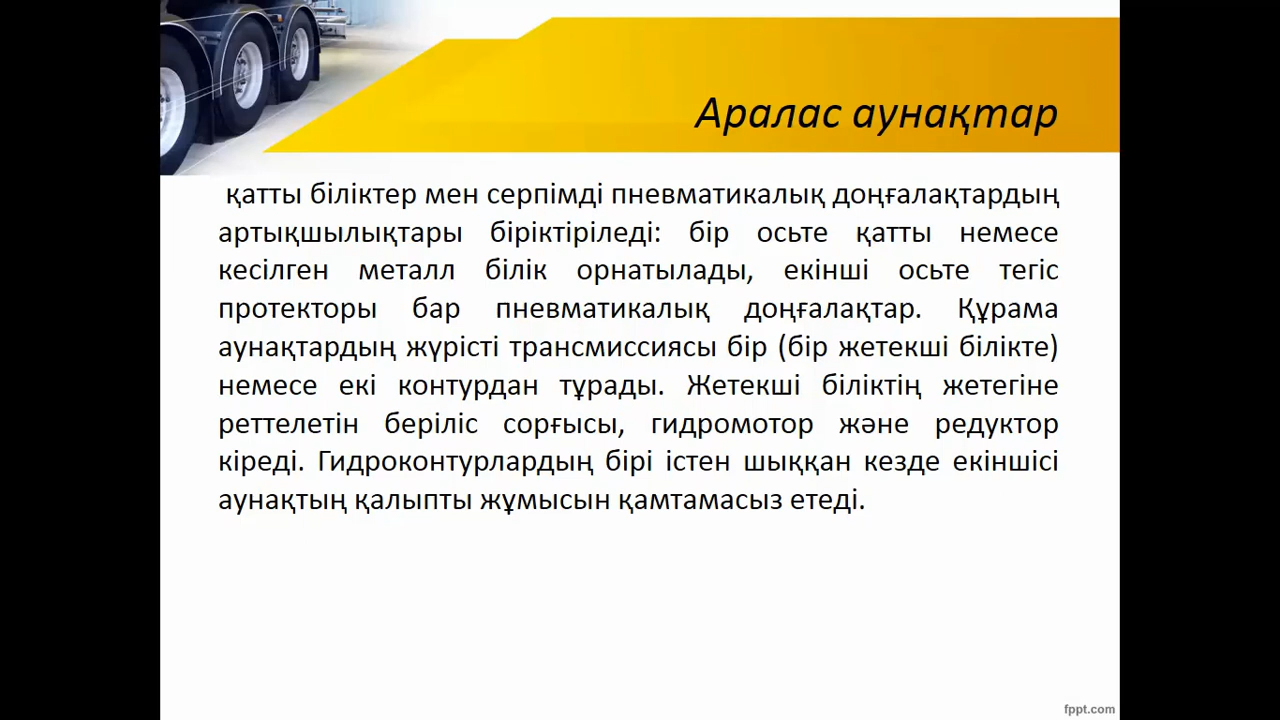 Аралас аунақтар
қатты біліктер мен серпімді пневматикалық доңғалақтардың
артықшылықтары біріктіріледі: бір осьте қатты немесе
кесілген металл білік орнатылады, екінші осьте тегіс
протекторы бар пневматикалық доңғалақтар. Құрама
аунақтардың жүрісті трансмиссиясы бір (бір жетекші білікте)
немесе екі контурдан тұрады. Жетекші біліктің жетегіне
реттелетін беріліс сорғысы, гидромотор және редуктор
кіреді. Гидроконтурлардың бірі істен шыққан кезде екіншісі
аунақтың қалыпты жұмысын қамтамасыз етеді.
fppt.com